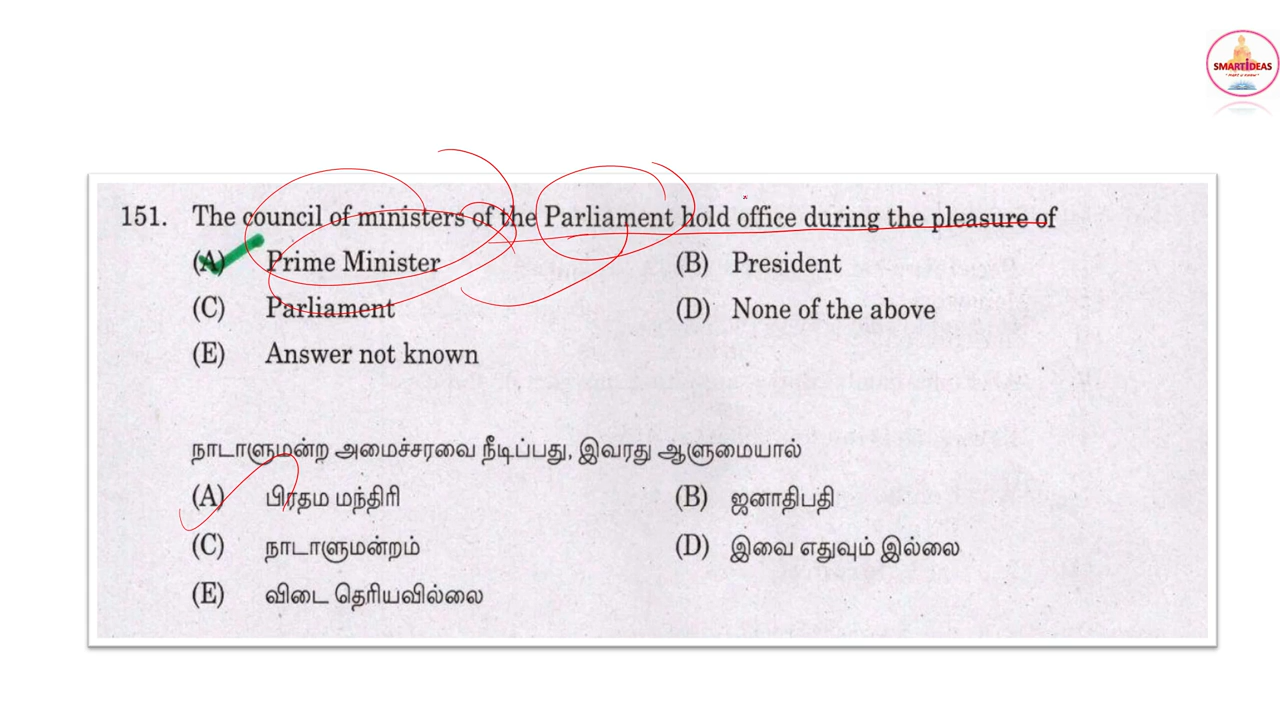 SMARTiDEAS
151. The council of ministers of the Parliament hold office during the pleasure of
(A) Prime Minister (B) President
(C) Parliament (D) None of the above
(E) Answer not known
நாடாளுமன்ற அமைச்சரவை நீடிப்பது, இவரது ஆளுமையால்
(A) பிரதம மந்திரி (B) ஜனாதிபதி
(C) நாடாளுமன்றம் (D) இவை எதுவும் இல்லை
(E) விடை தெரியவில்லை